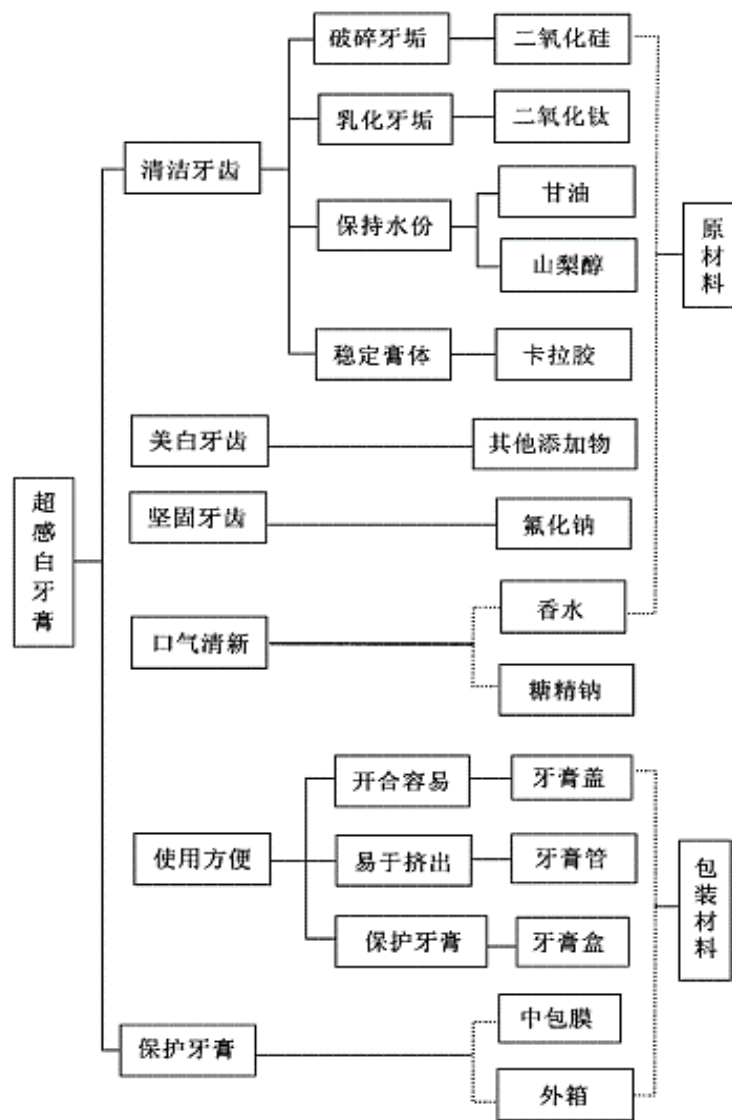 破碎牙垢
二氧化硅
乳化牙垢
二氧化钛
清洁牙齿
保持水份
甘油
山梨醇
原材料
稳定膏体
卡拉胶
美白牙齿
其他添加物
超感白牙膏
坚固牙齿
氟化钠
口气清新
香水
糖精钠
开合容易
牙膏盖
使用方便
易于挤出
牙膏管
包装材料
保护牙膏
牙膏盒
保护牙膏
中包膜
外箱